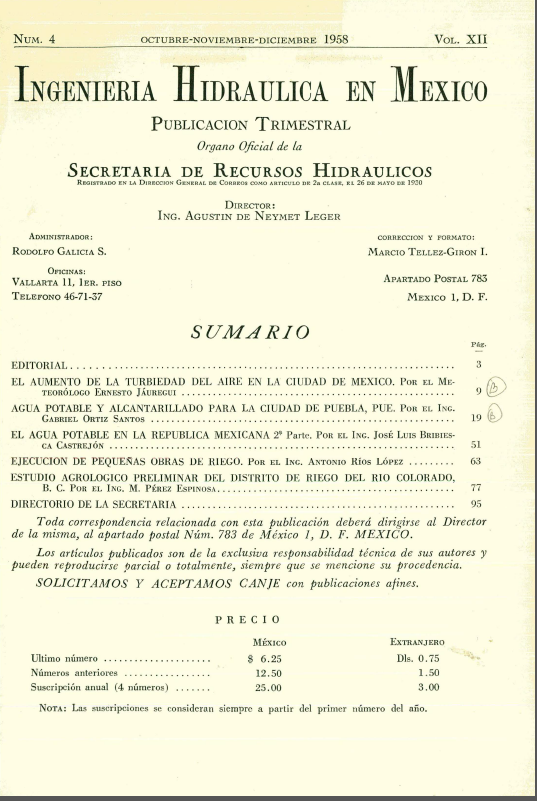 NUM. 4 OCTUBRE-NOVIEMBRE-DICIEMBRE 1958 VOL. XII
INGENIERIA HIDRAULICA EN MEXICO
PUBLICACION TRIMESTRAL
Organo Oficial de la
SECRETARIA DE RECURSOS HIDRAULICOS
REGISTRADO EN LA DIRECCION GENERAL DE CORREOS COMO ARTICULO DE 2a CLASE, EL 26 DE MAYO DE 1930
DIRECTOR:
ING. AGUSTIN DE NEYMET LEGER
ADMINISTRADOR:
RODOLFO GALICIA S.
OFICINAS:
VALLARTA 11, 1ER. PISO
TELEFONO 46-71-37
CORRECCION Y FORMATO:
MARCIO TELLEZ-GIRON I.
APARTADO POSTAL 783
MEXICO 1, D. F.
SUMARIO
Pág.
EDITORIAL 3
EL AUMENTO DE LA TURBIEDAD DEL AIRE EN LA CIUDAD DE MEXICO. POR EL ME-
TEORÓLOGO ERNESTO JÁUREGUI 9
AGUA POTABLE Y ALCANTARILLADO PARA LA CIUDAD DE PUEBLA, PUE. POR EL ING.
GABRIEL ORTIZ SANTOS 19
EL AGUA POTABLE EN LA REPUBLICA MEXICANA 2ª Parte. POR EL ING. JOSÉ LUIS BRIBIES-
CA CASTREJÓN 51
EJECUCION DE PEQUEÑAS OBRAS DE RIEGO. POR EL ING. ANTONIO RÍOS LÓPEZ 63
ESTUDIO AGROLOGICO PRELIMINAR DEL DISTRITO DE RIEGO DEL RIO COLORADO,
B. C. POR EL ING. M. PÉREZ ESPINOSA 77
DIRECTORIO DE LA SECRETARIA 95
Toda correspondencia relacionada con esta publicación deberá dirigirse al Director
de la misma, al apartado postal Núm. 783 de México 1, D. F. MEXICO.
Los artículos publicados son de la exclusiva responsabilidad técnica de sus autores y
pueden reproducirse parcial o totalmente, siempre que se mencione su procedencia.
SOLICITAMOS Y ACEPTAMOS CANJE con publicaciones afines.
PRECIO
MÉXICO EXTRANJERO
Ultimo número $ 6.25 Dls. 0.75
Números anteriores 12.50 1.50
Suscripción anual (4 números) 25.00 3.00
NOTA: Las suscripciones se consideran siempre a partir del primer número del año.